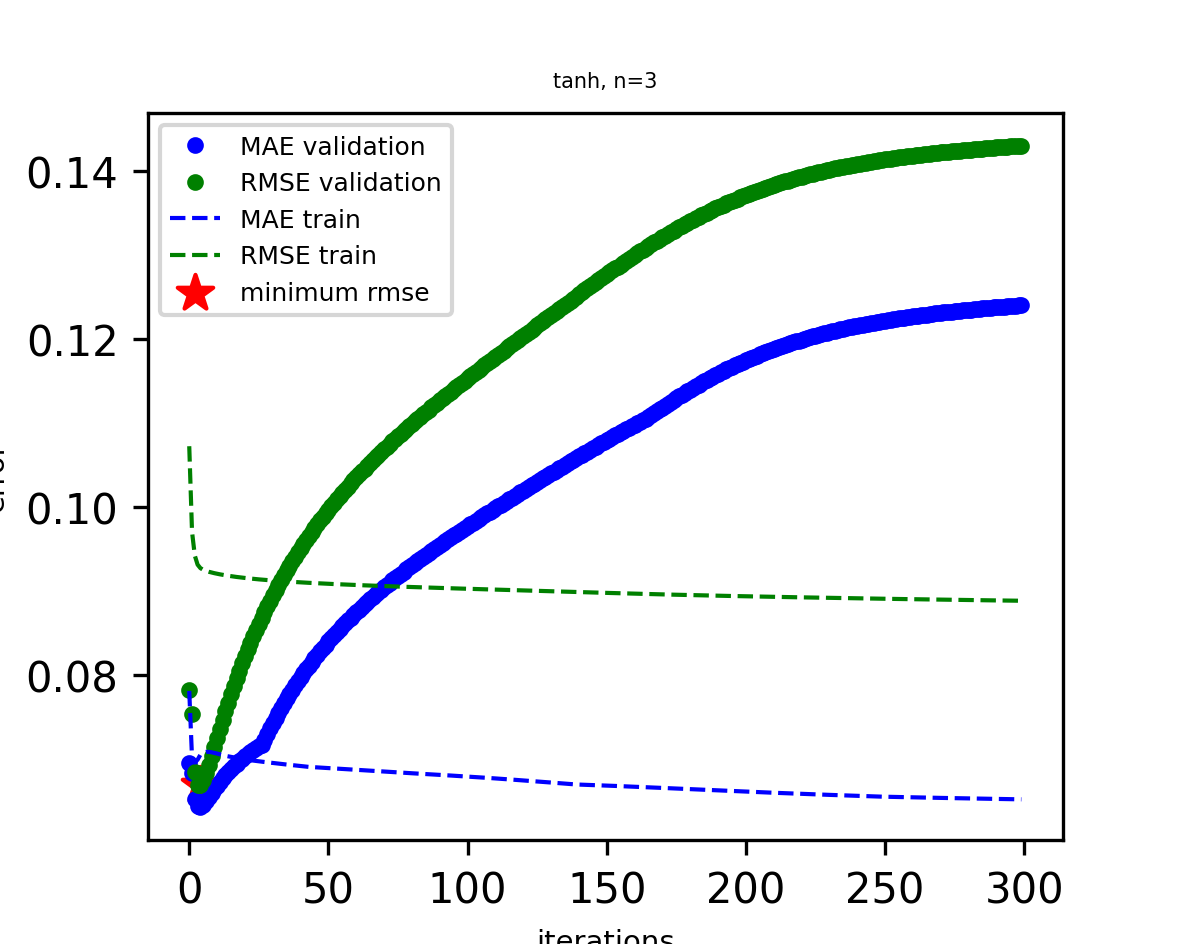 tanh, n=3
MAE validation
RMSE validation
MAE train
RMSE train
minimum rmse
0.14
0.12
0.10
0.08
0 50 100 150 200 250 300
iterations